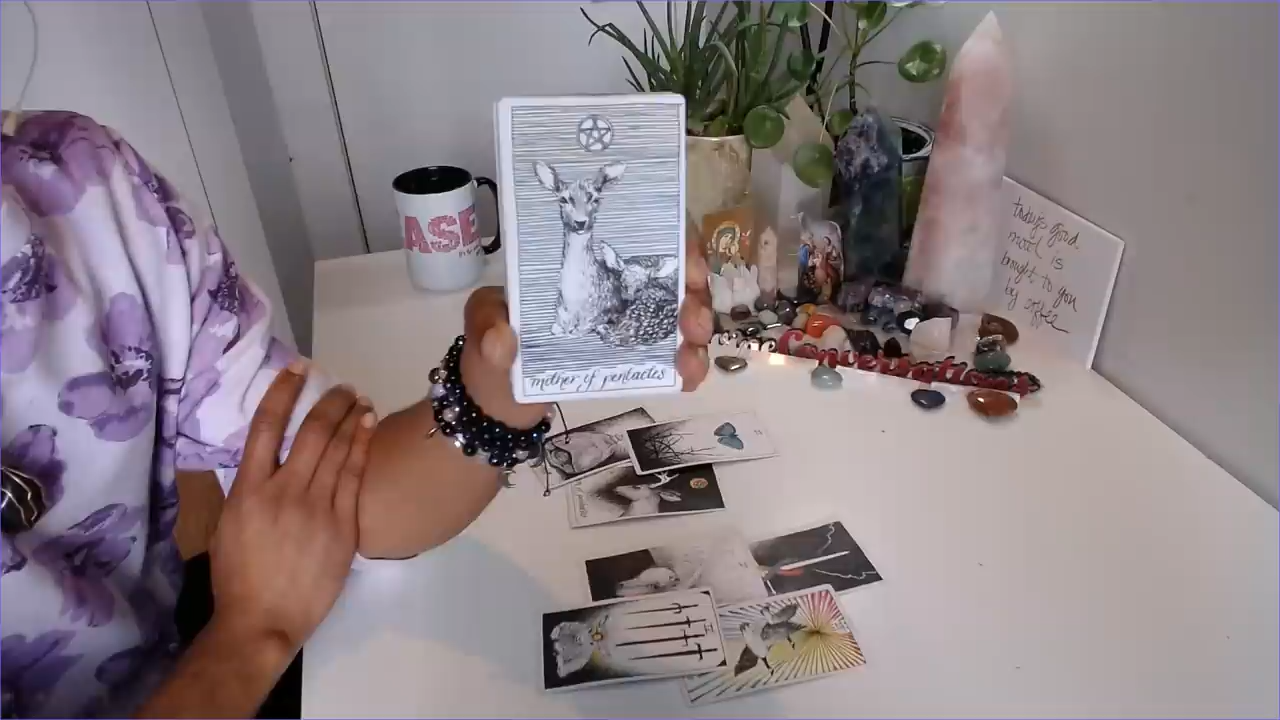 ASE
mother of pentacles
today's good
mood is
brought to you
by coffee
Conversations